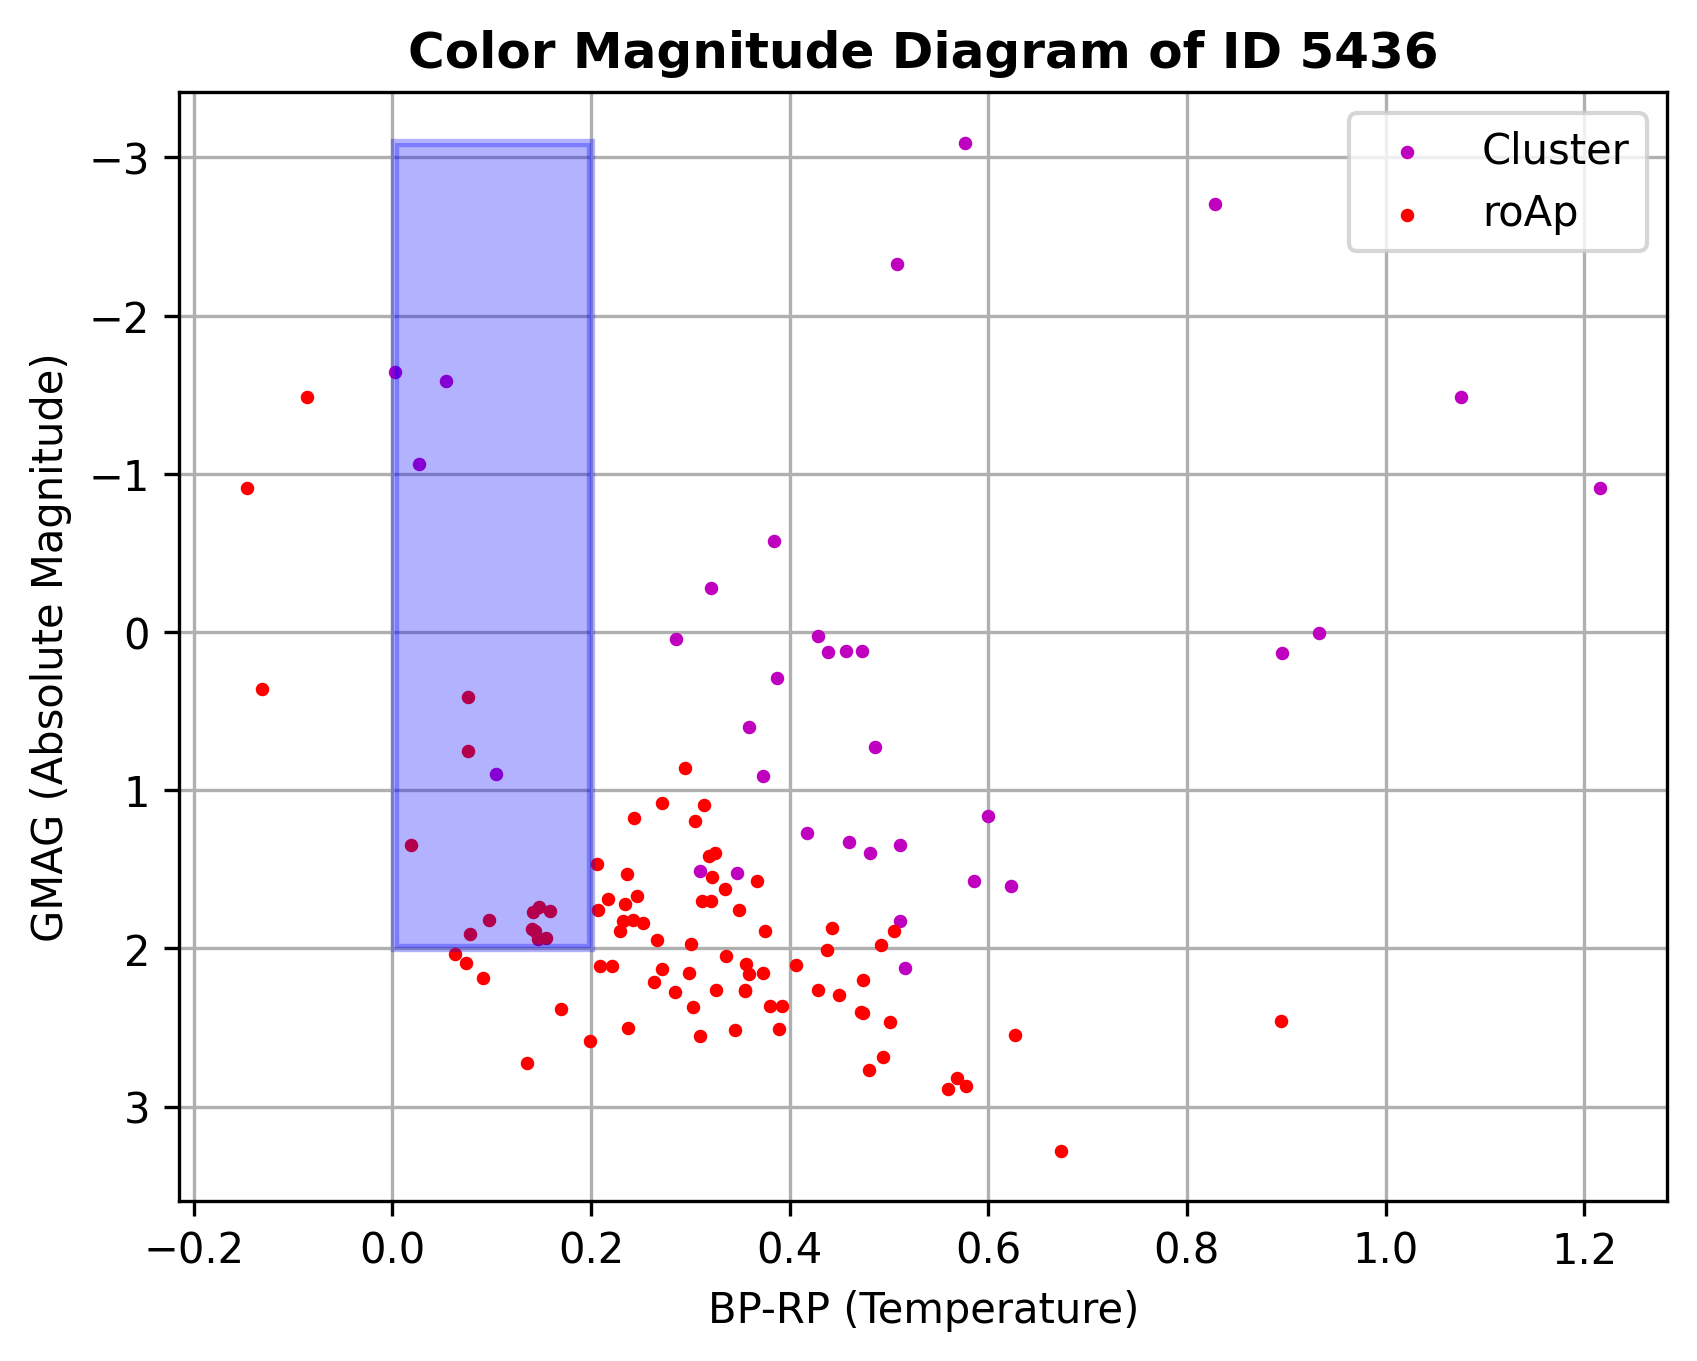 Color Magnitude Diagram of ID 5436
Cluster
roAp
GMAG (Absolute Magnitude)
−3
−2
−1
0
1
2
3
−0.2 0.0 0.2 0.4 0.6 0.8 1.0 1.2
BP-RP (Temperature)